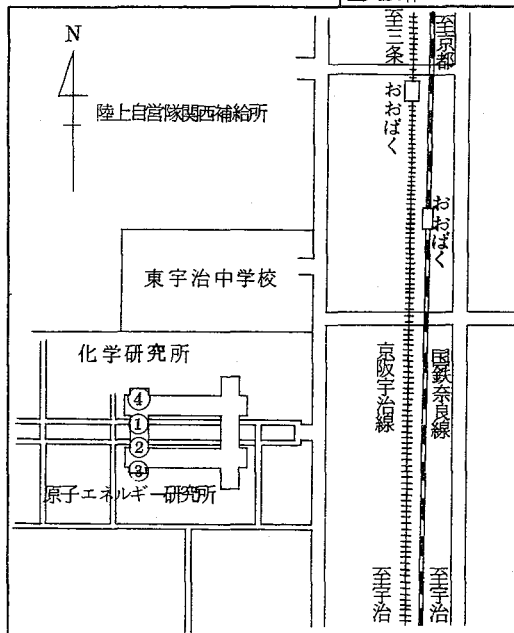 N
至三条
至京都
おおばく
陸上自営隊関西補給所
おおばく
東宇治中学校
化学研究所
京阪宇治線
国鉄奈良線
④
①
②
③
原子エネルギー研究所
至宇治
至宇治